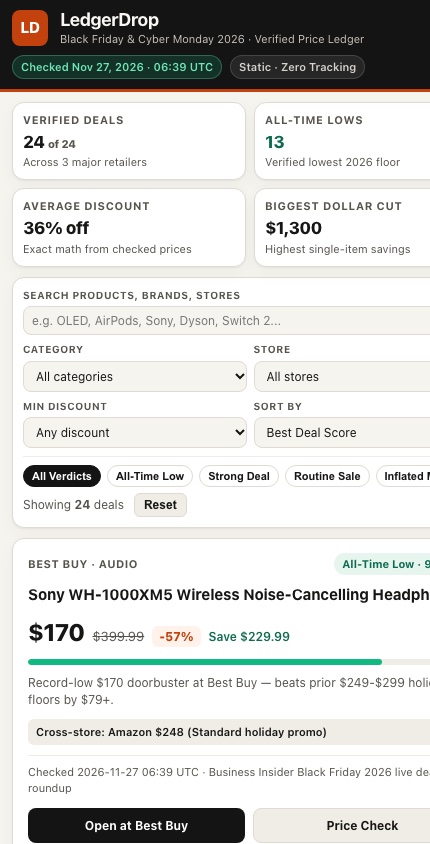 LD
LedgerDrop
Black Friday & Cyber Monday 2026 · Verified Price Ledger
Checked Nov 27, 2026 · 06:39 UTC
Static · Zero Tracking
VERIFIED DEALS
24 of 24
Across 3 major retailers
ALL-TIME LOWS
13
Verified lowest 2026 floor
AVERAGE DISCOUNT
36% off
Exact math from checked prices
BIGGEST DOLLAR CUT
$1,300
Highest single-item savings
SEARCH PRODUCTS, BRANDS, STORES
e.g. OLED, AirPods, Sony, Dyson, Switch 2...
CATEGORY
All categories
STORE
All stores
MIN DISCOUNT
Any discount
SORT BY
Best Deal Score
All Verdicts
All-Time Low
Strong Deal
Routine Sale
Inflated
Showing 24 deals
Reset
BEST BUY · AUDIO
All-Time Low · 9
Sony WH-1000XM5 Wireless Noise-Cancelling
$170 $399.99 -57% Save $229.99
Record-low $170 doorbuster at Best Buy — beats prior $249-$299
floors by $79+.
Cross-store: Amazon $248 (Standard holiday promo)
Checked 2026-11-27 06:39 UTC · Business Insider Black Friday 2026 live
roundup
Open at Best Buy
Price Check